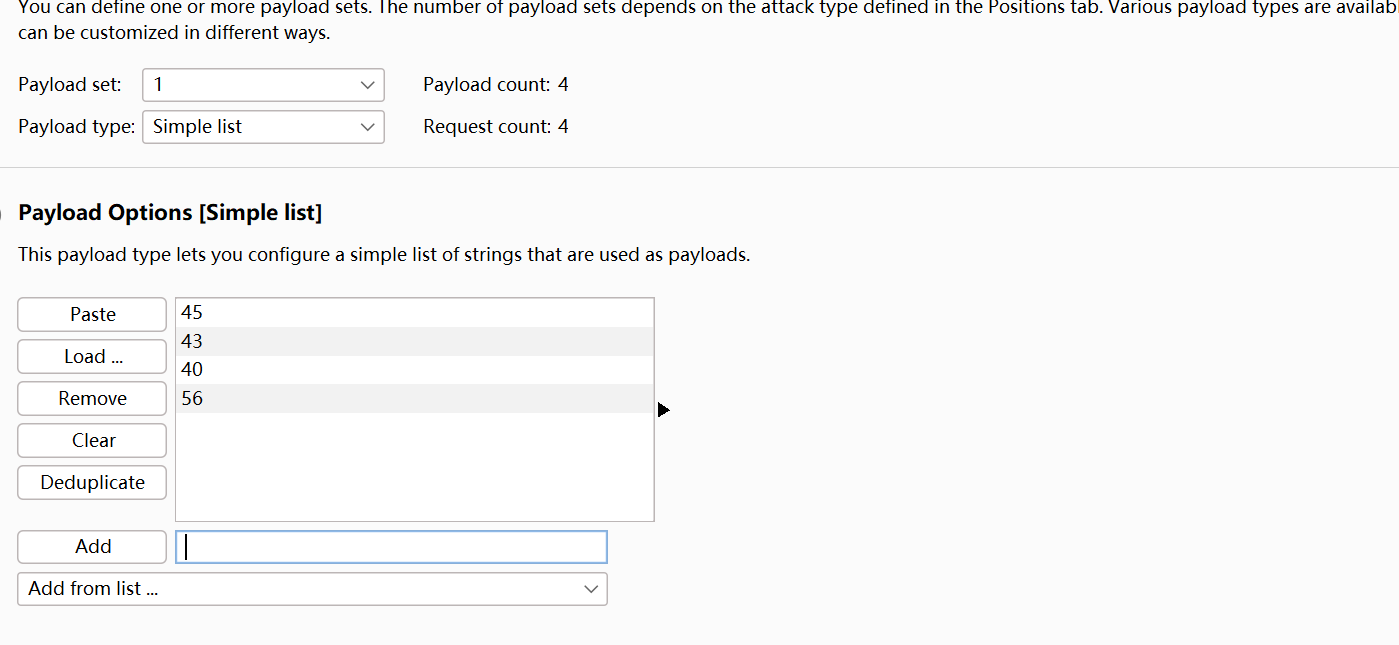 You can define one or more payload sets. The number of payload sets depends on the attack type defined in the Positions tab. Various payload types are availab
can be customized in different ways.
Payload set: 1 Payload count: 4
Payload type: Simple list Request count: 4
Payload Options [Simple list]
This payload type lets you configure a simple list of strings that are used as payloads.
Paste 45
Load ... 43
40
Remove 56
Clear
Deduplicate
Add
Add from list ...